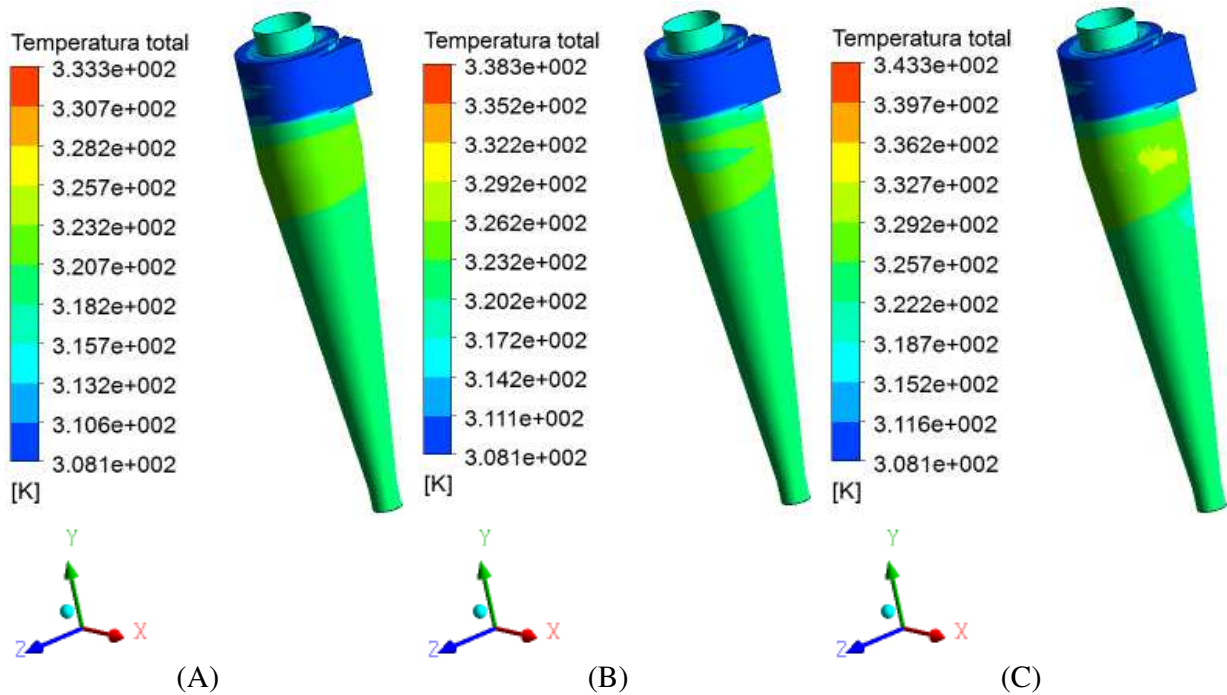 Temperatura total
3.333e+002
3.307e+002
3.282e+002
3.257e+002
3.232e+002
3.207e+002
3.182e+002
3.157e+002
3.132e+002
3.106e+002
3.081e+002
[K]
Y
X
Z
(A)
Temperatura total
3.383e+002
3.352e+002
3.322e+002
3.292e+002
3.262e+002
3.232e+002
3.202e+002
3.172e+002
3.142e+002
3.111e+002
3.081e+002
[K]
Y
X
Z
(B)
Temperatura total
3.433e+002
3.397e+002
3.362e+002
3.327e+002
3.292e+002
3.257e+002
3.222e+002
3.187e+002
3.152e+002
3.116e+002
3.081e+002
[K]
Y
X
Z
(C)